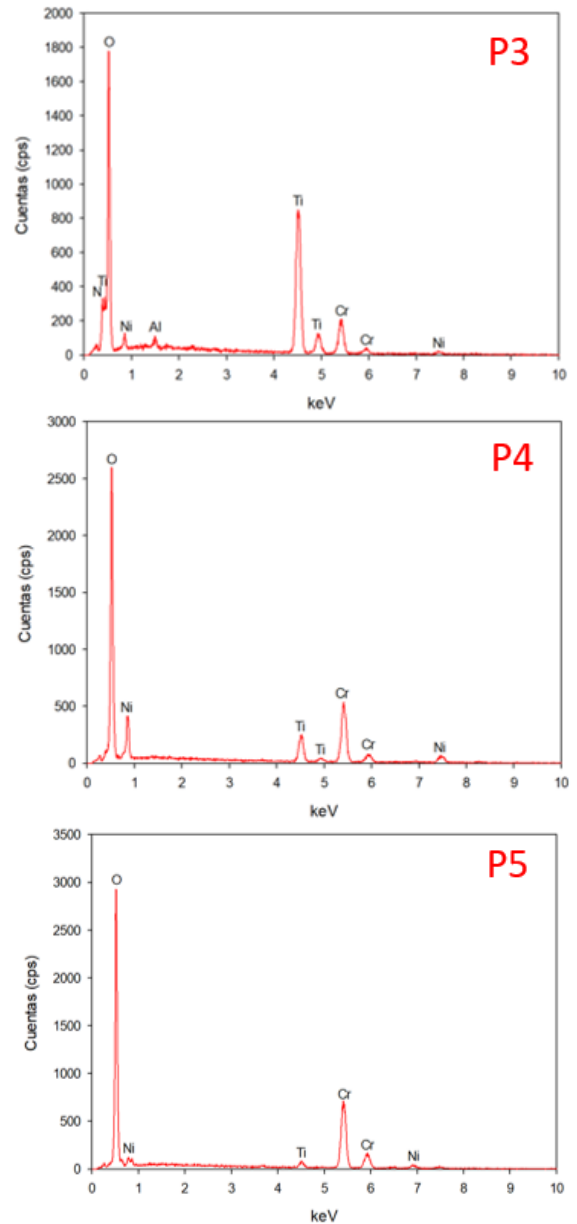 P3
2000
1800
1600
1400
1200
1000
800
600
400
200
0
Cuentas (cps)
O
Ti
N
Ni
Al
Ti
Ti
Cr
Cr
Ni
0 1 2 3 4 5 6 7 8 9 10
keV
P4
3000
2500
2000
1500
1000
500
0
Cuentas (cps)
O
Ni
Ti
Ti
Cr
Cr
Ni
0 1 2 3 4 5 6 7 8 9 10
keV
P5
3500
3000
2500
2000
1500
1000
500
0
Cuentas (cps)
O
Ni
Ti
Cr
Cr
Ni
0 1 2 3 4 5 6 7 8 9 10
keV